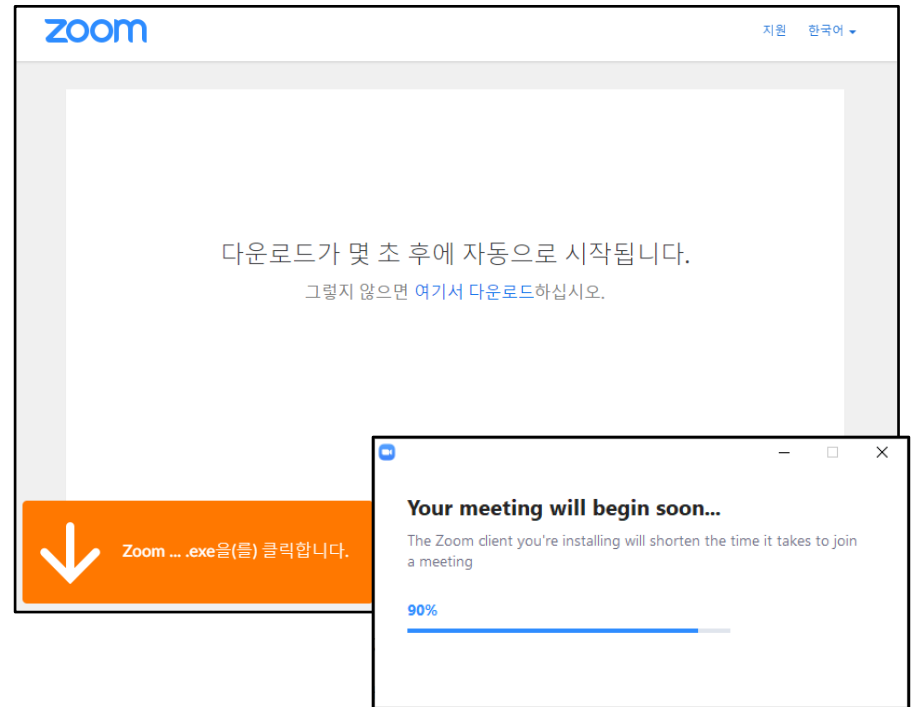 zoom
지원 한국어
다운로드가 몇 초 후에 자동으로 시작됩니다.
그렇지 않으면 여기서 다운로드하십시오.
Zoom ... .exe을(를) 클릭합니다.
Your meeting will begin soon...
The Zoom client you're installing will shorten the time it takes to join
a meeting
90%